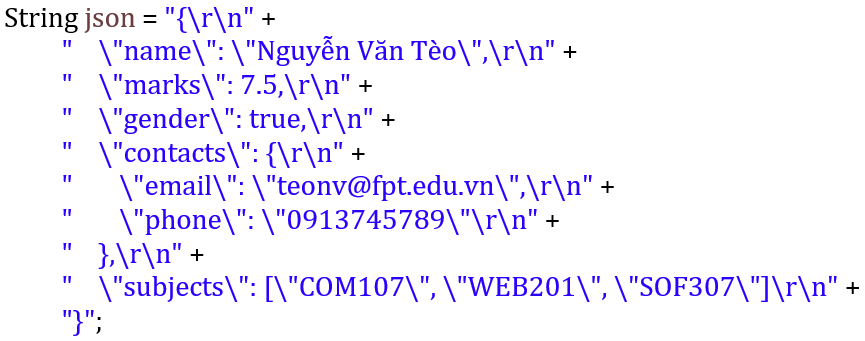 String json = "{\r\n" +
"    \"name\": \"Nguyễn Văn Tèo\",\r\n" +
"    \"marks\": 7.5,\r\n" +
"    \"gender\": true,\r\n" +
"    \"contacts\": {\r\n" +
"       \"email\": \"teonv@fpt.edu.vn\",\r\n" +
"       \"phone\": \"0913745789\"\r\n" +
"    },\r\n" +
"    \"subjects\": [\"COM107\", \"WEB201\", \"SOF307\"]\r\n" +
"}";